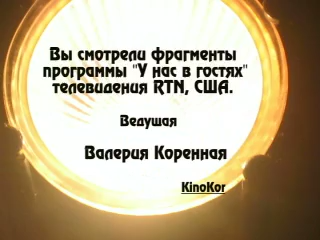 Вы смотрели фрагменты
программы "У нас в гостях"
телевидения RTN, США.
Ведущая
Валерия Коренная
KinoKor